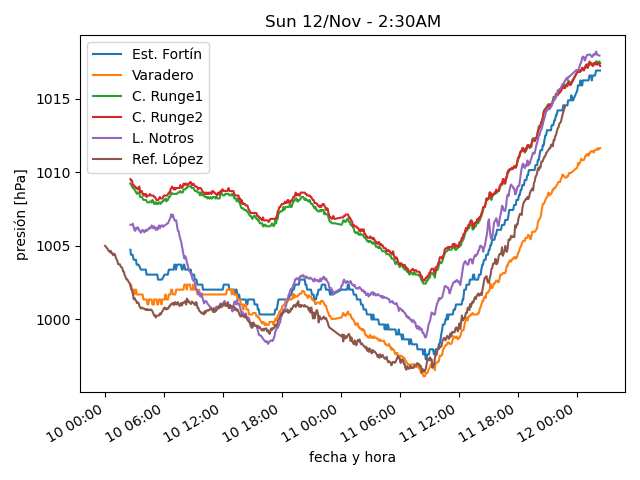 Sun 12/Nov - 2:30AM
Est. Fortín
Varadero
C. Runge1
C. Runge2
L. Notros
Ref. López
presión [hPa]
1015
1010
1005
1000
10 00:00
10 06:00
10 12:00
10 18:00
11 00:00
11 06:00
11 12:00
11 18:00
12 00:00
fecha y hora